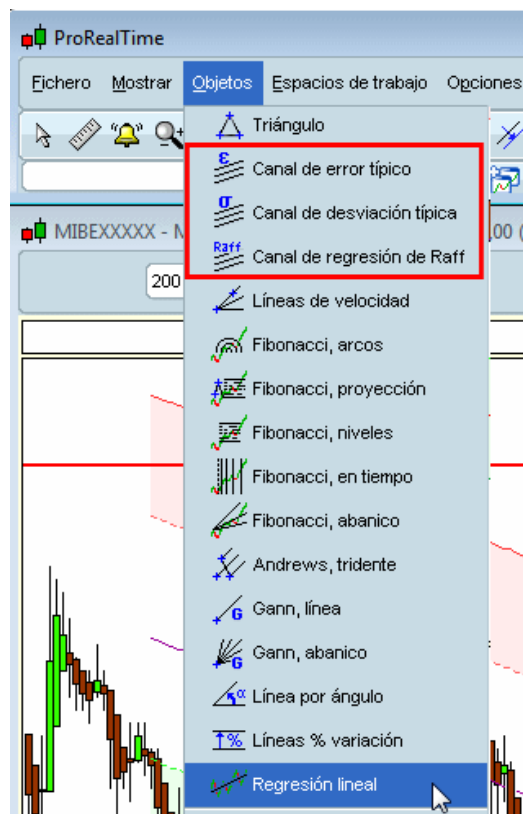 ProRealTime
Fichero Mostrar Objetos Espacios de trabajo Opciones
Triángulo
ε
Canal de error típico
σ
Canal de desviación típica
MIBEXXXXX - M
,00 (
Raff
Canal de regresión de Raff
200
Líneas de velocidad
Fibonacci, arcos
Fibonacci, proyección
Fibonacci, niveles
Fibonacci, en tiempo
Fibonacci, abanico
Andrews, tridente
G
Gann, línea
G
Gann, abanico
α
Línea por ángulo
%
Líneas % variación
Regresión lineal